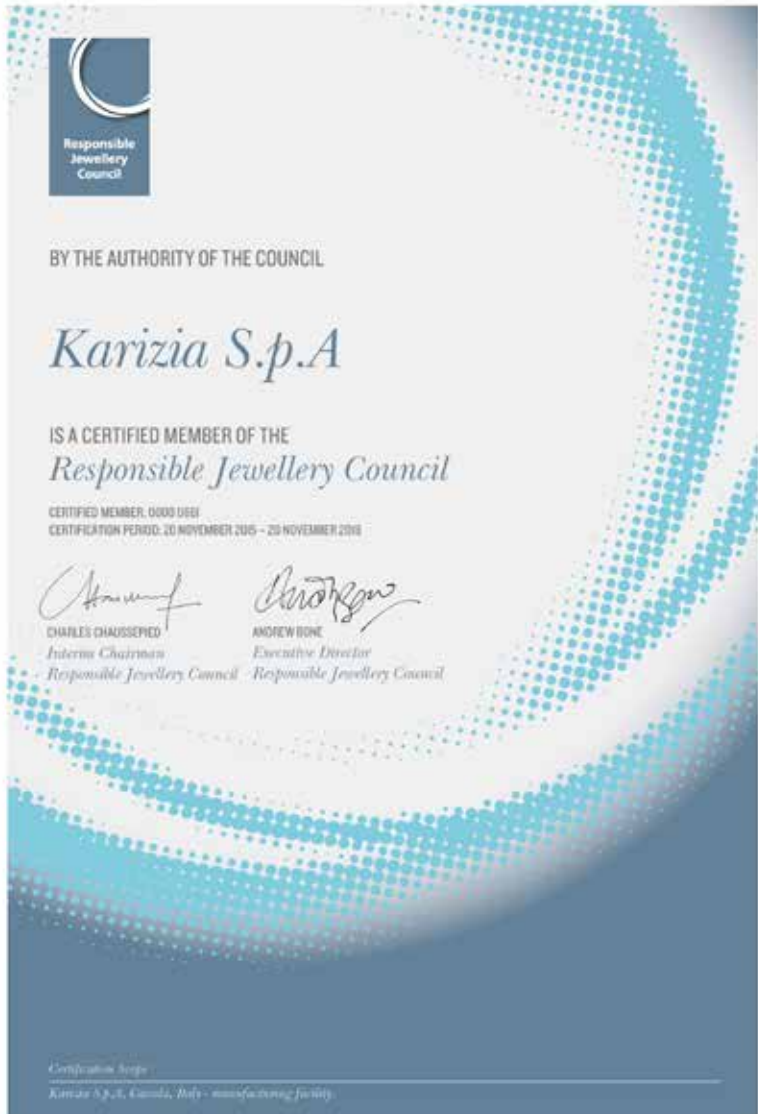 Responsible
Jewellery
Council
BY THE AUTHORITY OF THE COUNCIL
Karizia S.p.A
IS A CERTIFIED MEMBER OF THE
Responsible Jewellery Council
CERTIFIED MEMBER: 0000
CERTIFICATION PERIOD: 20 NOVEMBER 2015 – 20 NOVEMBER
CHARLES CHAUSSEPIED
Interim Chairman
Responsible Jewellery Council
ANDREW BONE
Executive Director
Responsible Jewellery Council
Certification Scope
Karizia S.p.A, Italy - manufacturing facility.